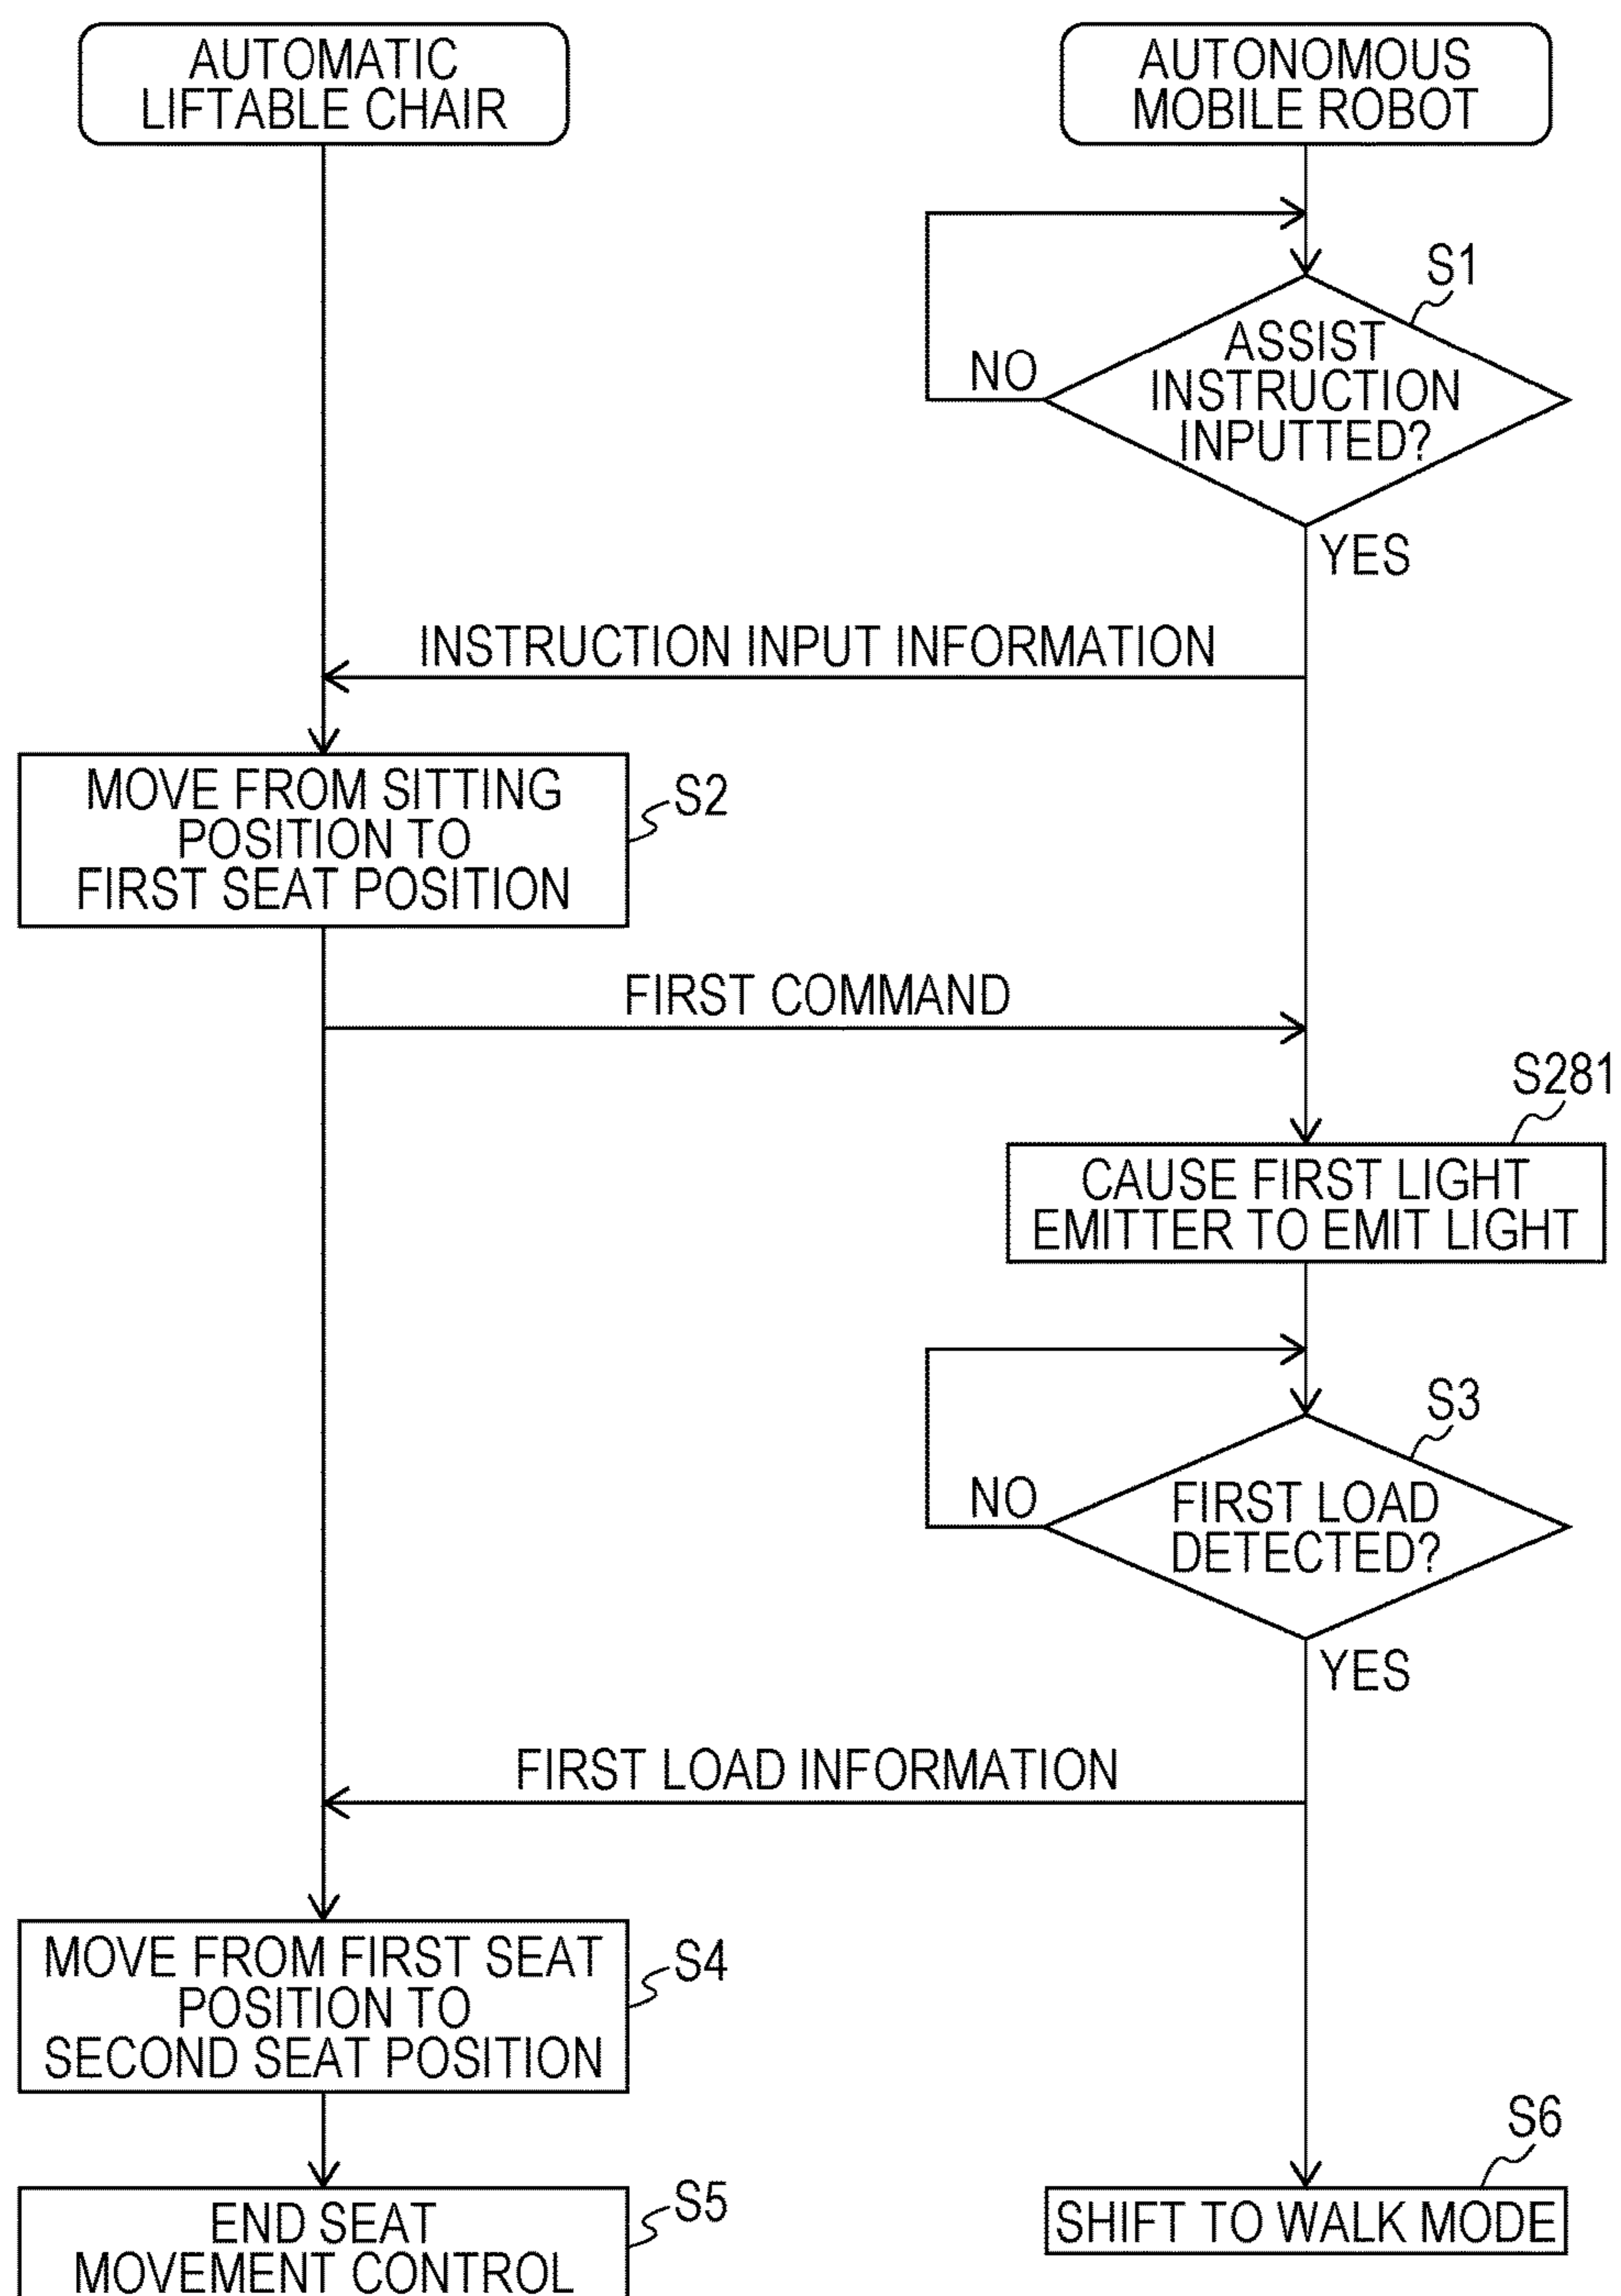 AUTOMATIC
LIFTABLE CHAIR
AUTONOMOUS
MOBILE ROBOT
S1
ASSIST
INSTRUCTION
INPUTTED?
NO
YES
INSTRUCTION INPUT INFORMATION
MOVE FROM SITTING
POSITION TO
FIRST SEAT POSITION
S2
FIRST COMMAND
S281
CAUSE FIRST LIGHT
EMITTER TO EMIT LIGHT
S3
FIRST LOAD
DETECTED?
NO
YES
FIRST LOAD INFORMATION
MOVE FROM FIRST SEAT
POSITION TO
SECOND SEAT POSITION
S4
S6
SHIFT TO WALK MODE
END SEAT
MOVEMENT CONTROL
S5